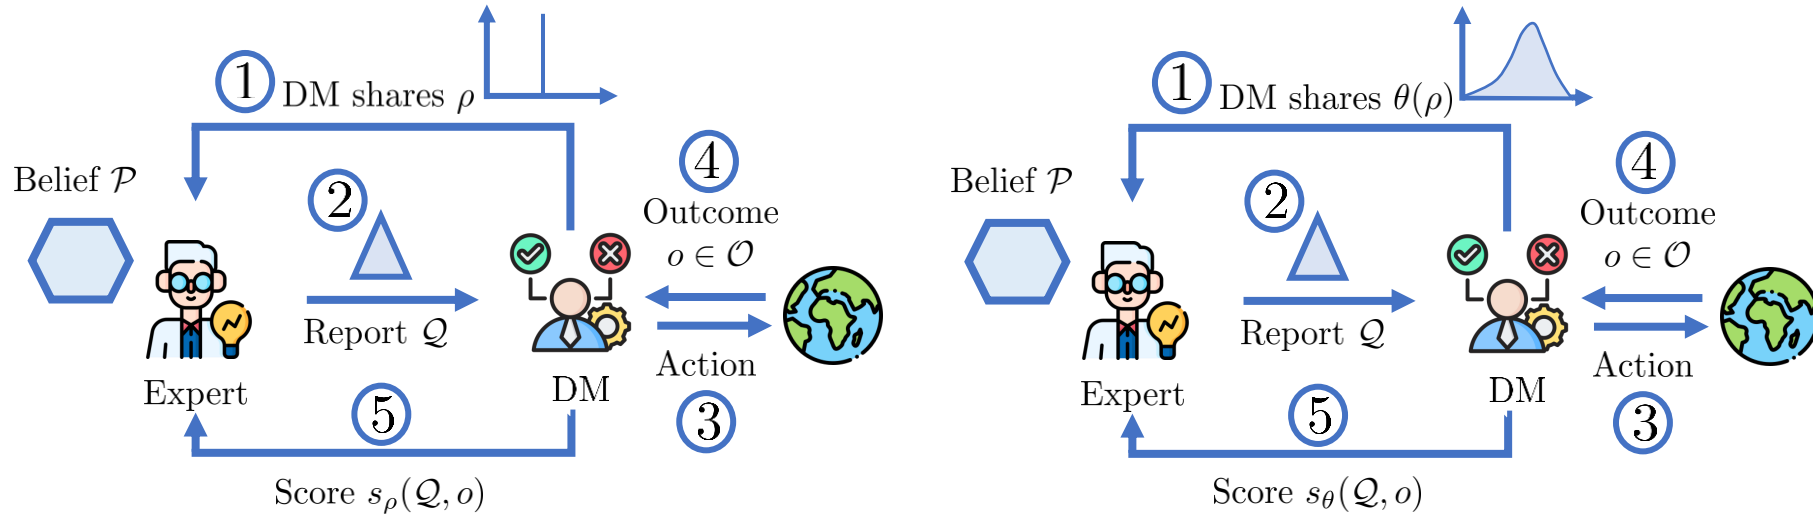 1
DM shares ρ
Belief 𝒫
2
4
Outcome
o ∈ 𝒪
Report 𝒬
Action
Expert
DM
5
3
Score s_ρ(𝒬, o)
1
DM shares θ(ρ)
Belief 𝒫
2
4
Outcome
o ∈ 𝒪
Report 𝒬
Action
Expert
DM
5
3
Score s_θ(𝒬, o)